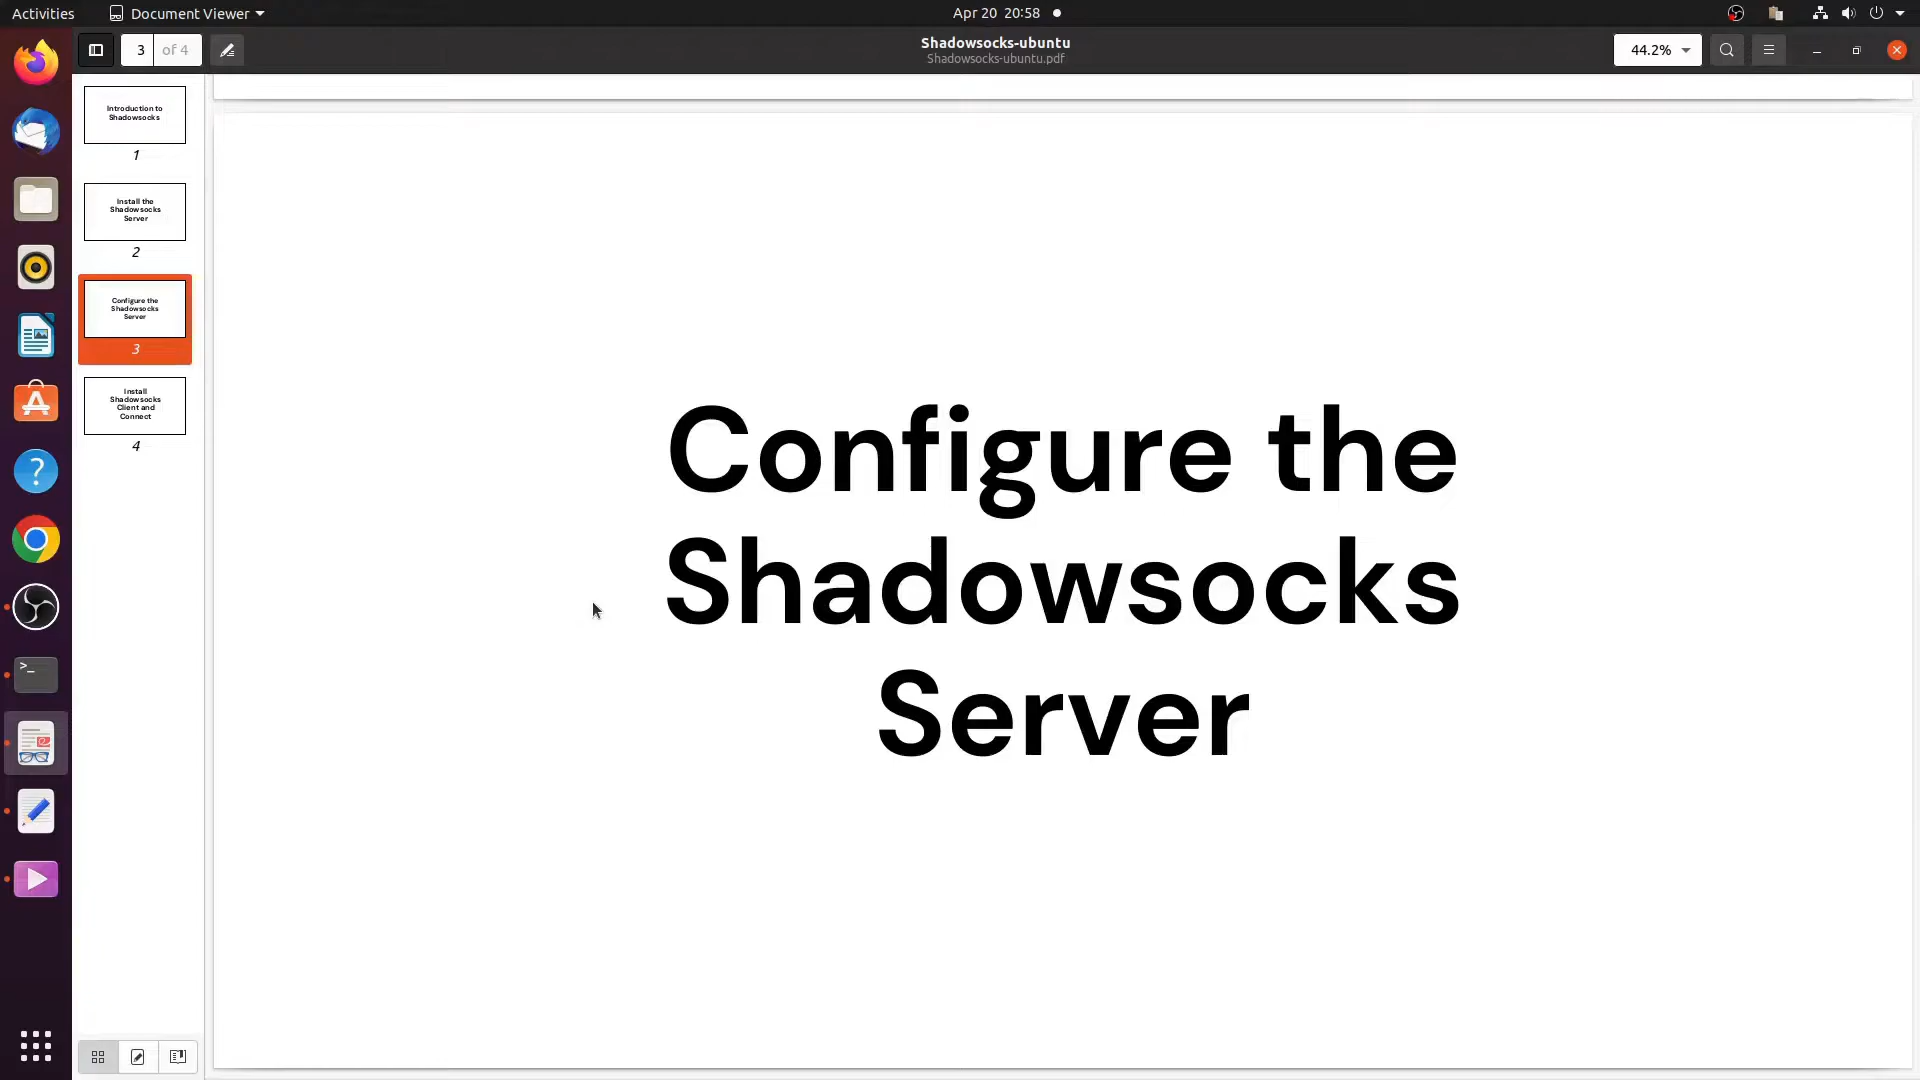 Activities
Document Viewer
Apr 20 20:58
3 of 4
Shadowsocks-ubuntu
Shadowsocks-ubuntu.pdf
44.2%
Introduction to
Shadowsocks
1
Install the
Shadowsocks
Server
2
Configure the
Shadowsocks
Server
3
Install
Shadowsocks
Client and
Connect
4
Configure the
Shadowsocks
Server